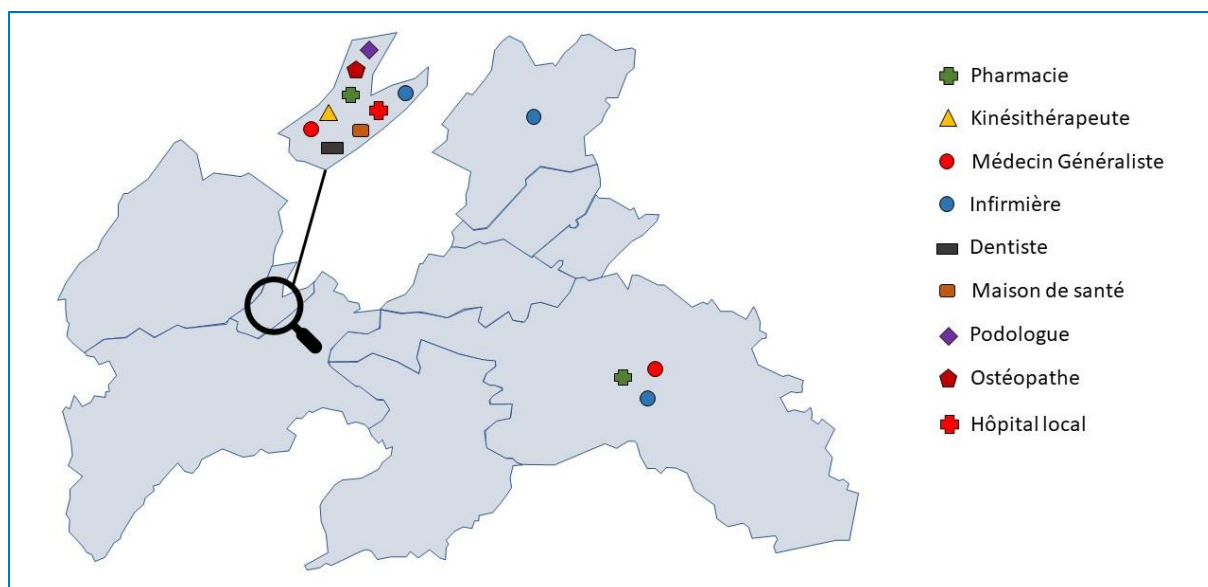 Pharmacie
Kinésithérapeute
Médecin Généraliste
Infirmière
Dentiste
Maison de santé
Podologue
Ostéopathe
Hôpital local